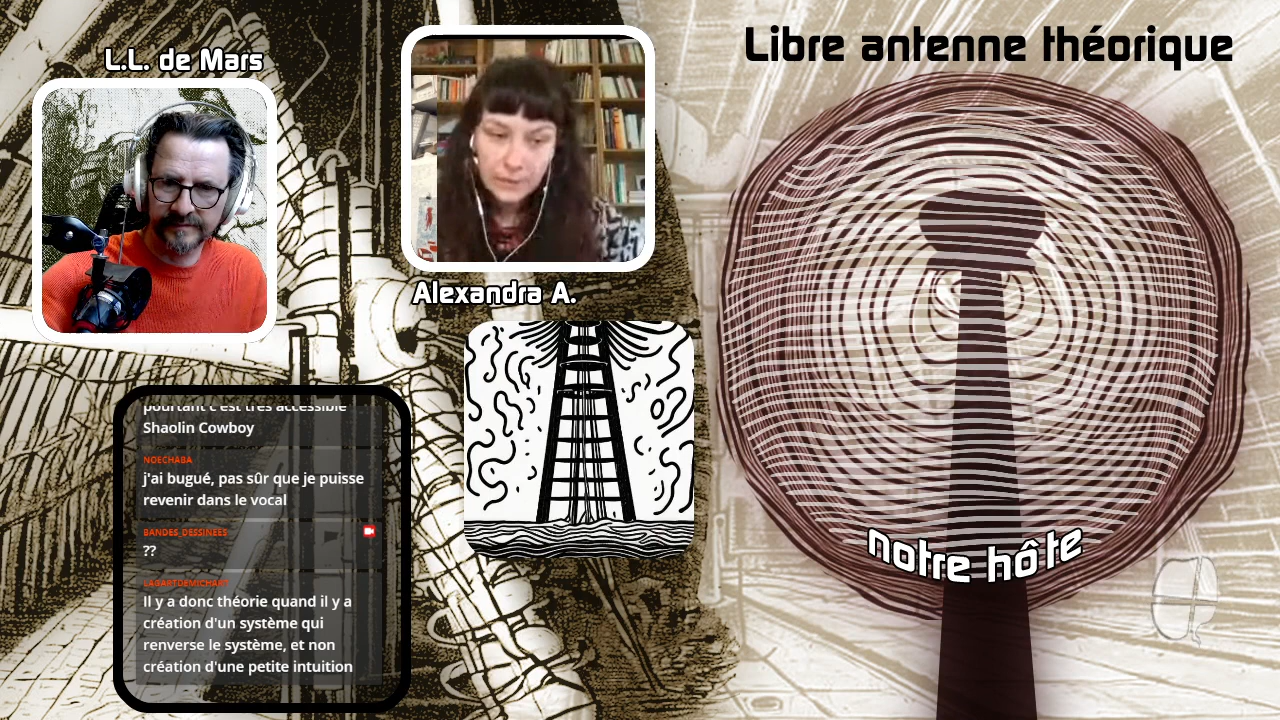 Libre antenne théorique
L.L. de Mars
Alexandra A.
pourtant c'est très accessible
Shaolin Cowboy
NOECHABA
j'ai bugué, pas sûr que je puisse
revenir dans le vocal
BANDES_DESSINEES
??
Il y a donc théorie quand il y a
création d'un système qui
renverse le système, et non
création d'une petite intuition
notre hôte